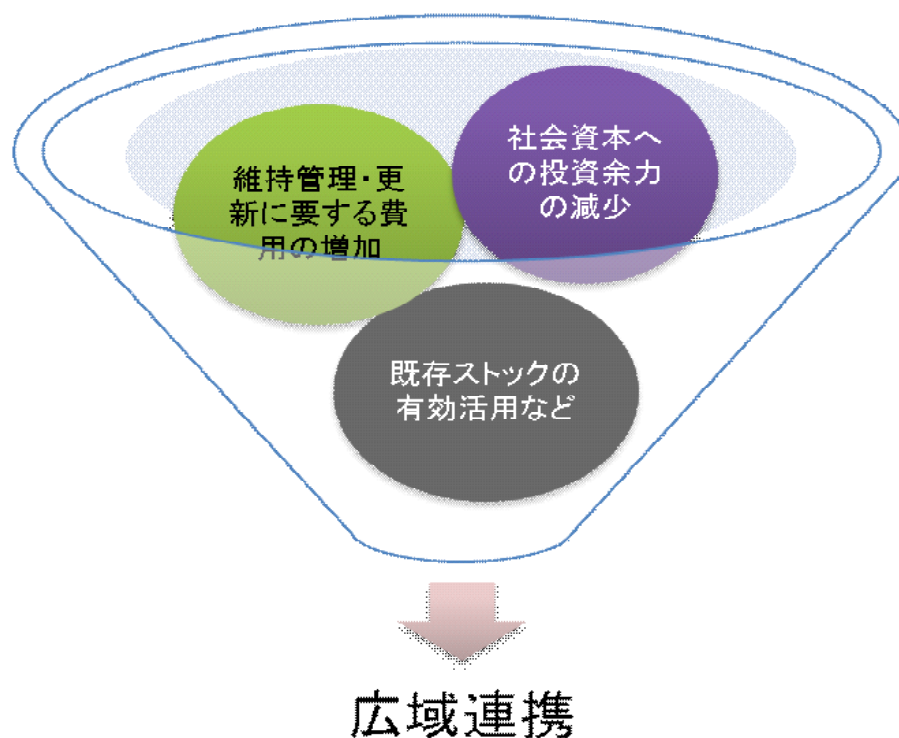 維持管理・更
新に要する費
用の増加
社会資本へ
の投資余力
の減少
既存ストックの
有効活用など
広域連携